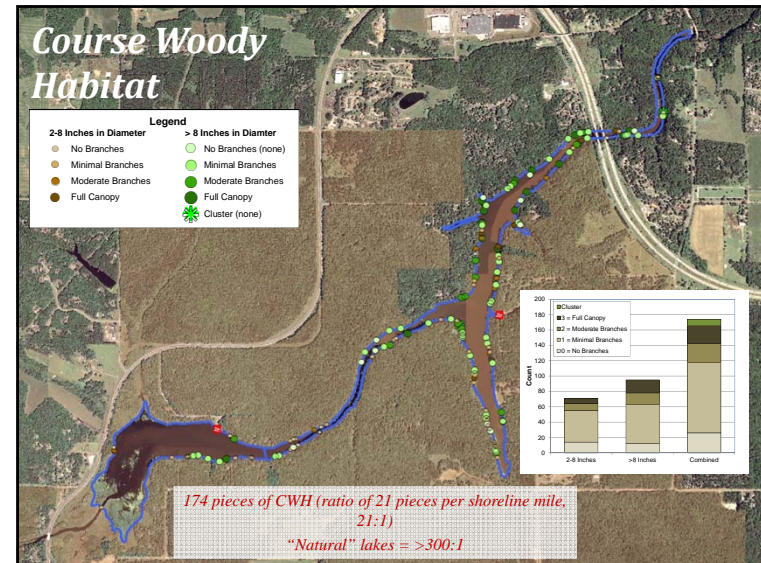 Course Woody
Habitat
Legend
2-8 Inches in Diameter
> 8 Inches in Diamter
No Branches
No Branches (none)
Minimal Branches
Minimal Branches
Moderate Branches
Moderate Branches
Full Canopy
Full Canopy
Cluster (none)
200
180
160
140
120
100
80
60
40
20
0
Count
Cluster
3 = Full Canopy
2 = Moderate Branches
1 = Minimal Branches
0 = No Branches
2-8 Inches
>8 Inches
Combined
174 pieces of CWH (ratio of 21 pieces per shoreline mile,
21:1)
“Natural” lakes = >300:1